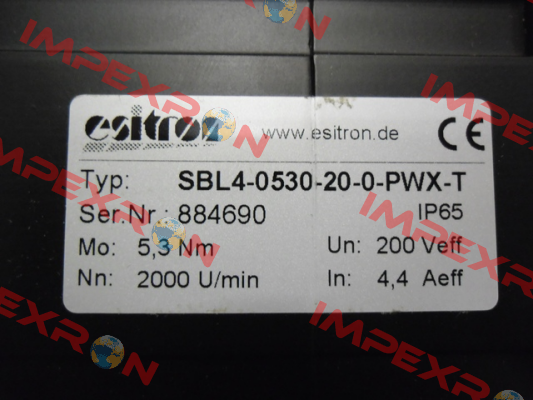 esitron www.esitron.de CE
Typ: SBL4-0530-20-0-PWX-T
Ser.Nr.: 884690 IP65
Mo: 5,3 Nm Un: 200 Veff
Nn: 2000 U/min In: 4,4 Aeff
IMPEXRON
IMPEXRON
IMPEXRON
IMPEXRON